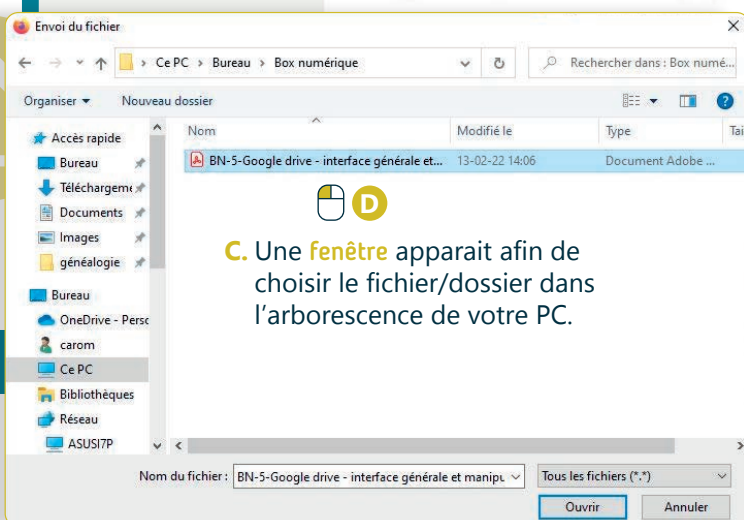 Envoi du fichier
Ce PC > Bureau > Box numérique
Rechercher dans : Box numé...
Organiser
Nouveau dossier
Nom
Modifié le
Type
Tai
BN-5-Google drive - interface générale et...
13-02-22 14:06
Document Adobe ...
Accès rapide
Bureau
Téléchargeme
Documents
Images
généalogie
Bureau
OneDrive - Perso
carom
Ce PC
Bibliothèques
Réseau
ASUSI7P
D
C. Une fenêtre apparait afin de
choisir le fichier/dossier dans
l'arborescence de votre PC.
Nom du fichier :
BN-5-Google drive - interface générale et manipu
Tous les fichiers (*.*)
Ouvrir
Annuler